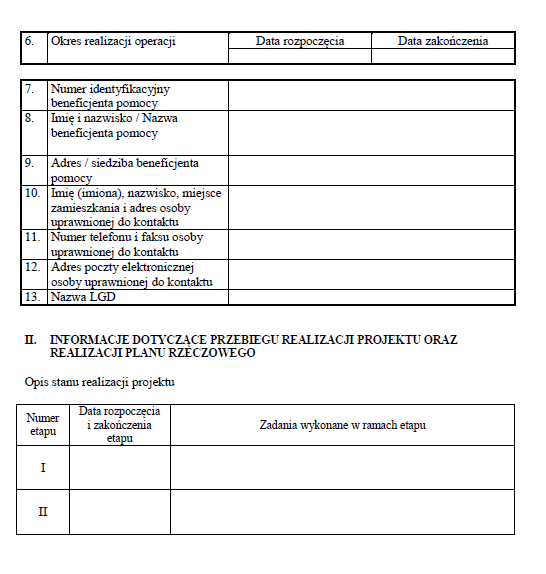 6. Okres realizacji operacji Data rozpoczęcia Data zakończenia
7. Numer identyfikacyjny
beneficjenta pomocy
8. Imię i nazwisko / Nazwa
beneficjenta pomocy
9. Adres / siedziba beneficjenta
pomocy
10. Imię (imiona), nazwisko, miejsce
zamieszkania i adres osoby
uprawnionej do kontaktu
11. Numer telefonu i faksu osoby
uprawnionej do kontaktu
12. Adres poczty elektronicznej
osoby uprawnionej do kontaktu
13. Nazwa LGD
II. INFORMACJE DOTYCZĄCE PRZEBIEGU REALIZACJI PROJEKTU ORAZ
REALIZACJI PLANU RZECZOWEGO
Opis stanu realizacji projektu
Numer
etapu
Data rozpoczęcia
i zakończenia
etapu
Zadania wykonane w ramach etapu
I
II